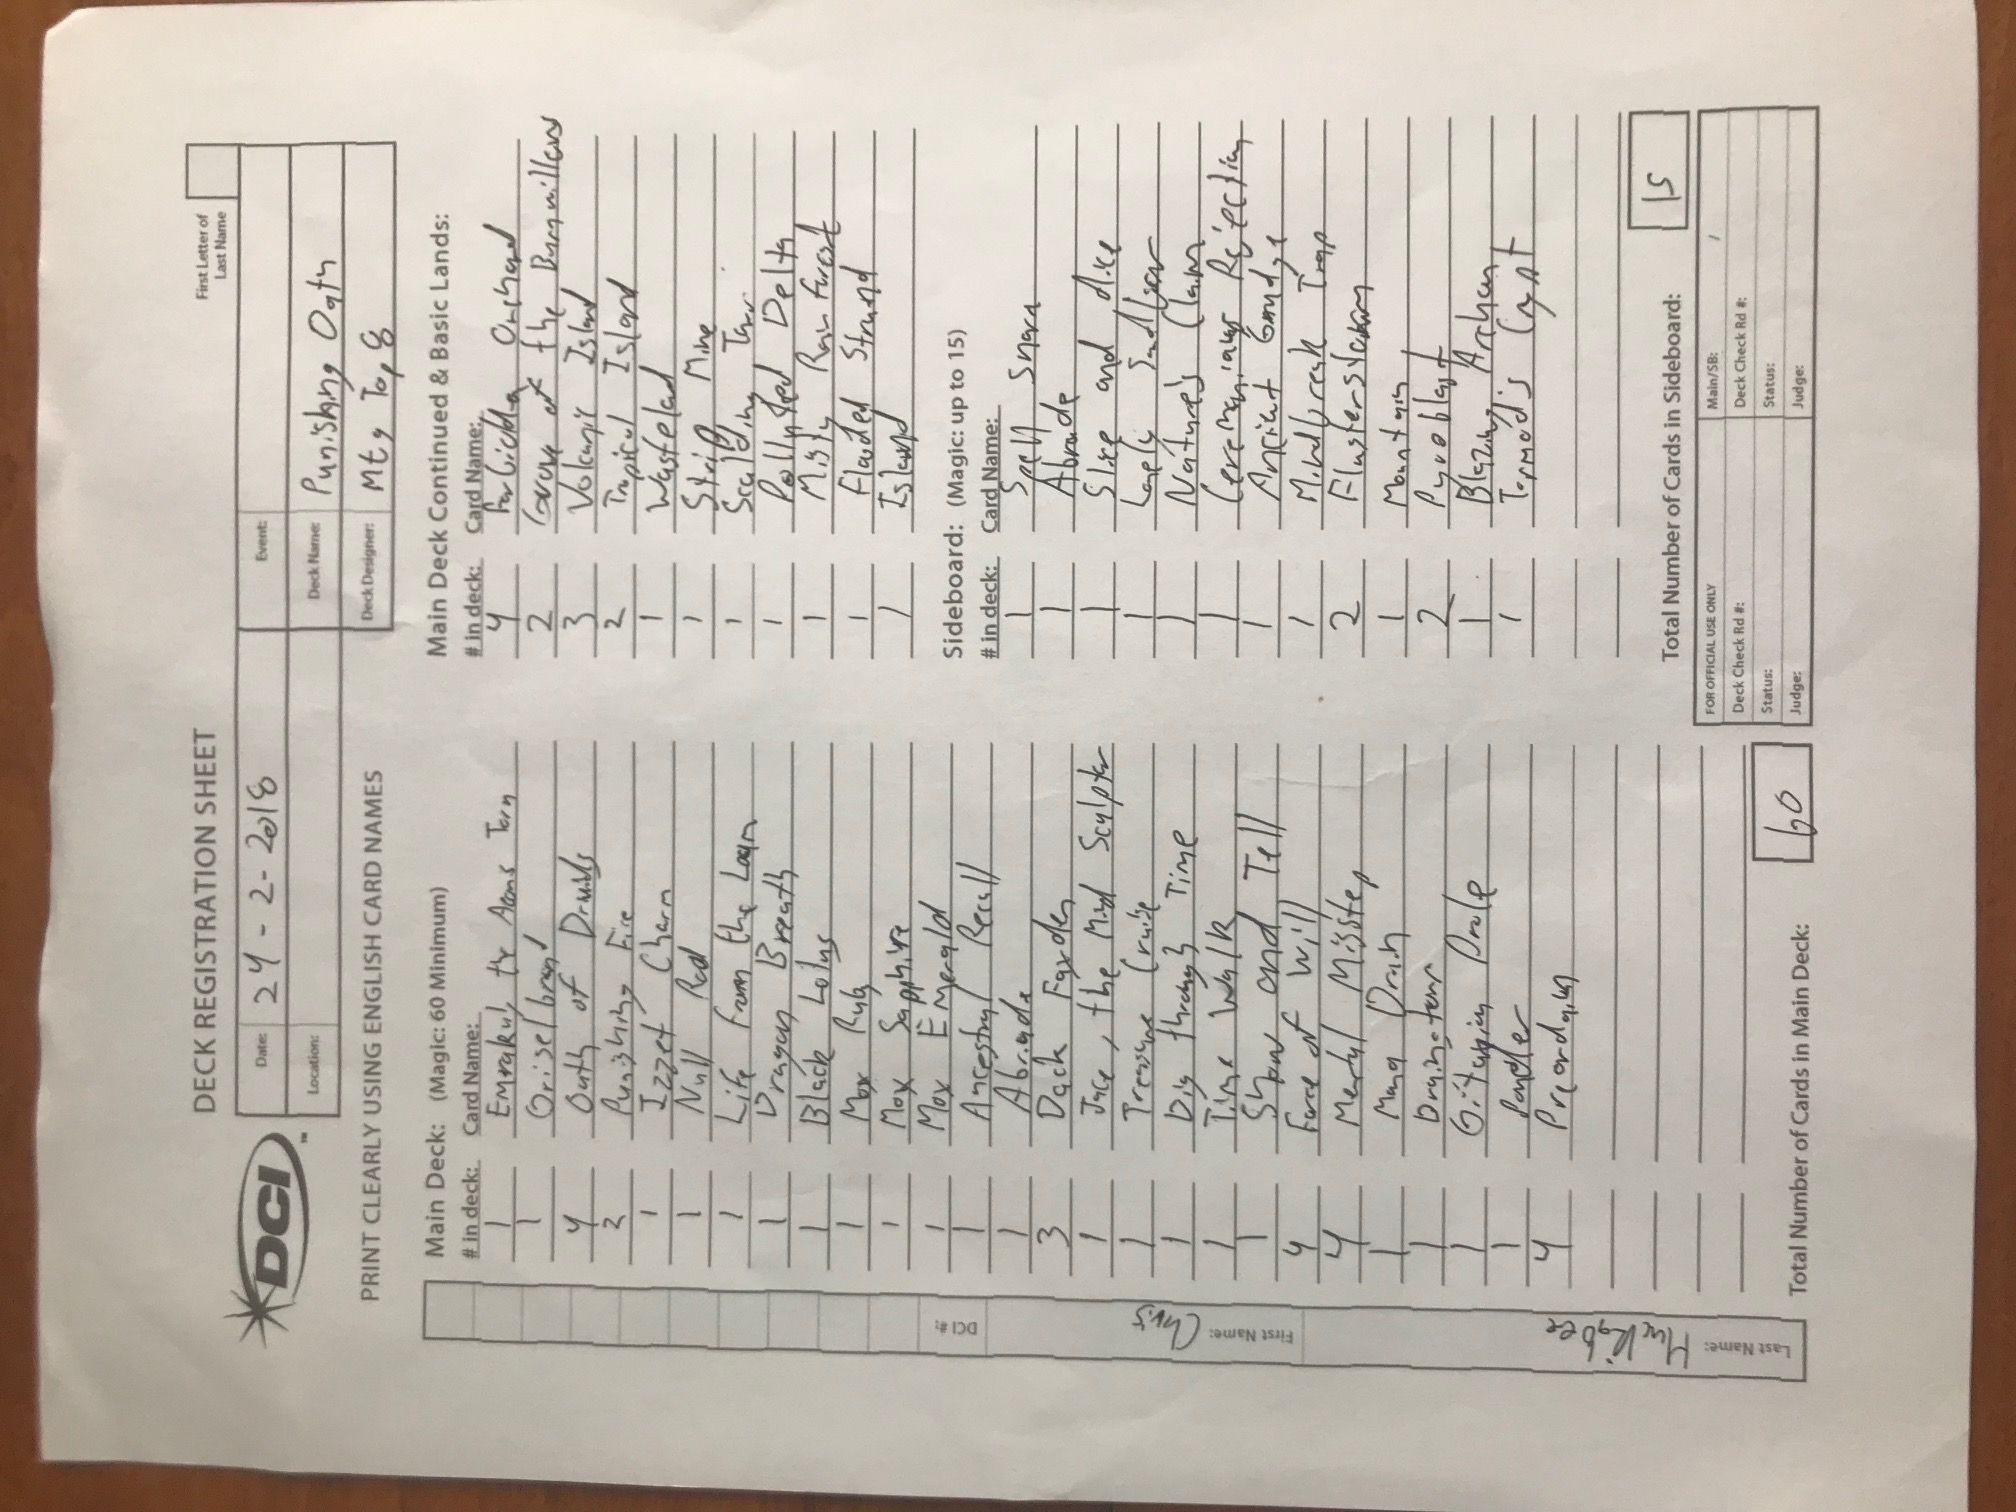 DECK REGISTRATION SHEET
First Letter of
Last Name
DCI
TM
Date: 24-2-2018
Event:
Location:
Deck Name: Punishing Oath
PRINT CLEARLY USING ENGLISH CARD NAMES
Deck Designer: Mtg Top 8
Main Deck: (Magic: 60 Minimum)
# in deck: Card Name:
1 Emrakul, the Aeons Torn
1 Griselbrand
4 Oath of Druids
2 Punishing Fire
1 Izzet Charm
1 Null Rod
1 Life from the Loam
1 Dragon Breath
1 Black Lotus
1 Mox Ruby
1 Mox Sapphire
1 Mox Emerald
1 Ancestral Recall
1 Abrade
3 Dack Fayden
1 Jace, the Mind Sculptor
1 Treasure Cruise
1 Dig through Time
1 Time Walk
1 Show and Tell
4 Force of Will
4 Mental Misstep
1 Mana Drain
1
1 Gitaxian Probe
1 Ponder
4 Preordain
Total Number of Cards in Main Deck: 60
Main Deck Continued & Basic Lands:
# in deck: Card Name:
4 Forbidden Orchard
2 Grove of the Burnwillows
3 Volcanic Island
2 Tropical Island
1 Wasteland
1 Strip Mine
1 Scalding Tarn
1 Polluted Delta
1 Misty Rainforest
1 Flooded Strand
1 Island
Sideboard: (Magic: up to 15)
# in deck: Card Name:
1 Spell Snare
1 Abrade
1 Slice and dice
1 Lonely Sandbar
1 Nature's Claim
1 Ceremonious Rejection
1 Ancient Grudge
1 Mindbreak Trap
2 Flusterstorm
1 Mountain
2 Pyroblast
1 Blazing Archon
1 Tormod's Crypt
Total Number of Cards in Sideboard: 15
FOR OFFICIAL USE ONLY
Main/SB: /
Deck Check Rd #:
Deck Check Rd #:
Status:
Status:
Judge:
Judge:
Last Name:
First Name: Chris
DCI #: